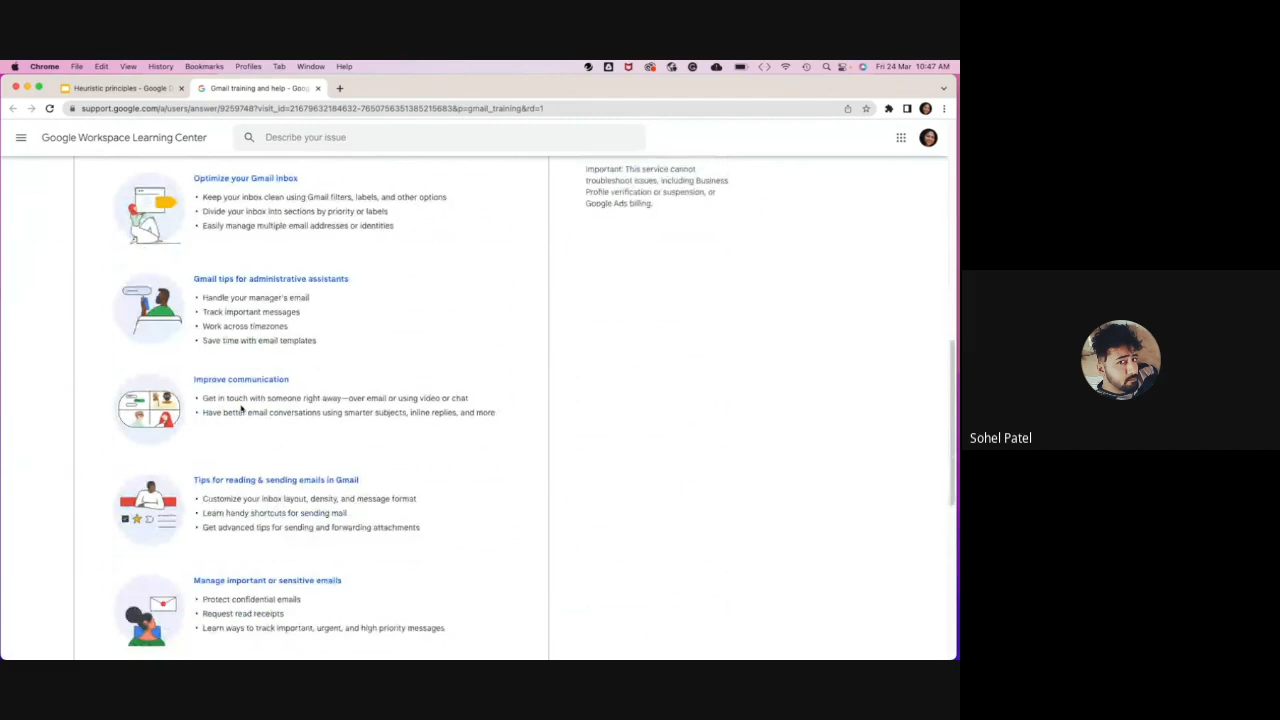 Chrome File Edit View History Bookmarks Profiles Tab Window Help
Fri 24 Mar 10:47 AM
Heuristic principles - Google D
Gmail training and help - Goog
support.google.com/a/users/answer/9259748?visit_id=21679632184632-7650756351385215683&p=gmail_training&rd=1
Google Workspace Learning Center
Describe your issue
Optimize your Gmail inbox
• Keep your inbox clean using Gmail filters, labels, and other options
• Divide your inbox into sections by priority or labels
• Easily manage multiple email addresses or identities
Gmail tips for administrative assistants
• Handle your manager's email
• Track important messages
• Work across timezones
• Save time with email templates
Improve communication
• Get in touch with someone right away—over email or using video or chat
• Have better email conversations using smarter subjects, inline replies, and more
Tips for reading & sending emails in Gmail
• Customize your inbox layout, density, and message format
• Learn handy shortcuts for sending mail
• Get advanced tips for sending and forwarding attachments
Manage important or sensitive emails
• Protect confidential emails
• Request read receipts
• Learn ways to track important, urgent, and high priority messages
Important: This service cannot
troubleshoot issues, including Business
Profile verification or suspension, or
Google Ads billing.
Sohel Patel